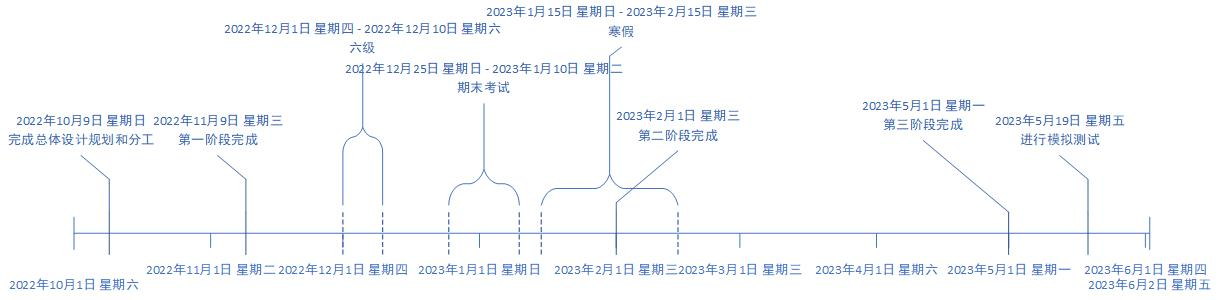 2023年1月15日 星期日 - 2023年2月15日 星期三
寒假
2022年12月1日 星期四 - 2022年12月10日 星期六
六级
2022年12月25日 星期日 - 2023年1月10日 星期二
期末考试
2022年10月9日 星期日
完成总体设计规划和分工
2022年11月9日 星期三
第一阶段完成
2023年2月1日 星期三
第二阶段完成
2023年5月1日 星期一
第三阶段完成
2023年5月19日 星期五
进行模拟测试
2022年10月1日 星期六
2022年11月1日 星期二
2022年12月1日 星期四
2023年1月1日 星期日
2023年2月1日 星期三
2023年3月1日 星期三
2023年4月1日 星期六
2023年5月1日 星期一
2023年6月1日 星期四
2023年6月2日 星期五